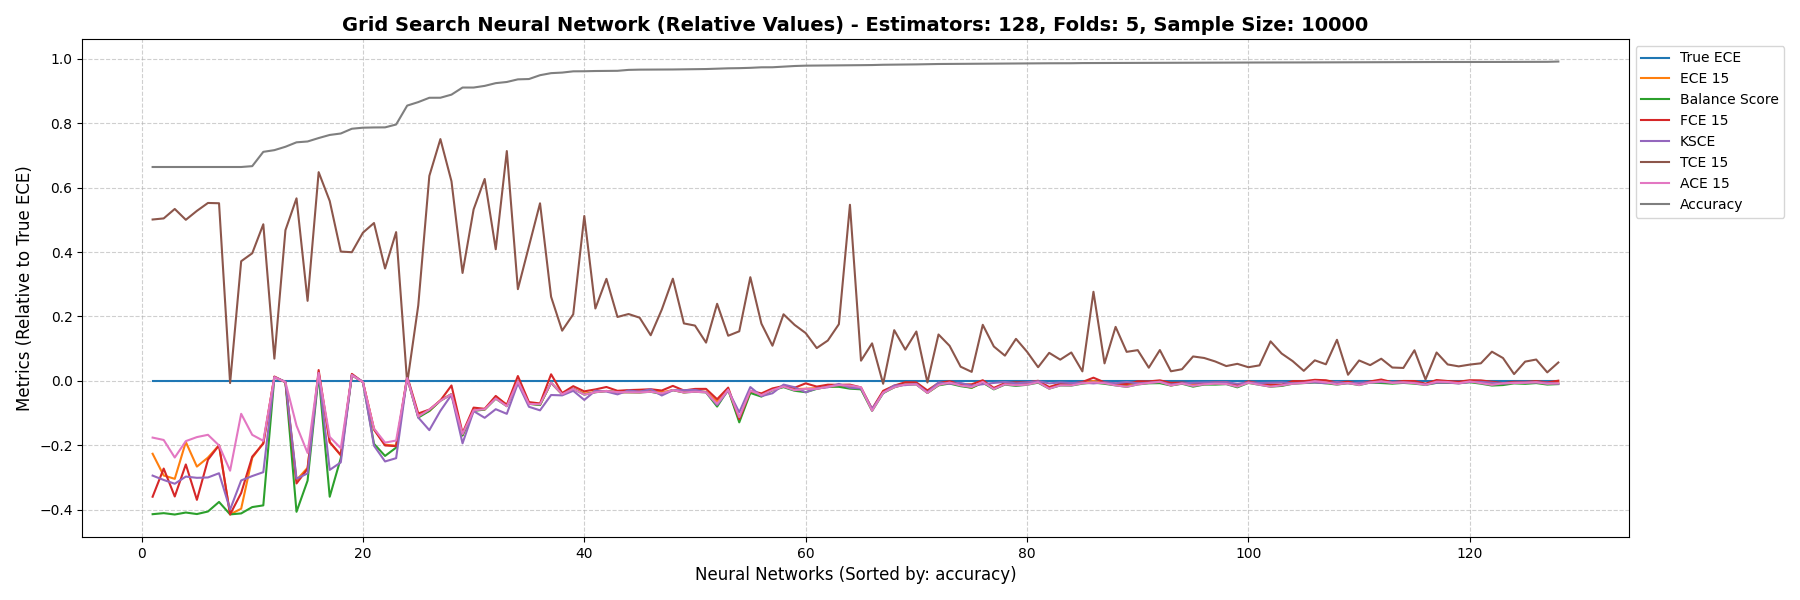 Grid Search Neural Network (Relative Values) - Estimators: 128, Folds: 5, Sample Size: 10000
Metrics (Relative to True ECE)
1.0
0.8
0.6
0.4
0.2
0.0
−0.2
−0.4
0
20
40
60
80
100
120
Neural Networks (Sorted by: accuracy)
True ECE
ECE 15
Balance Score
FCE 15
KSCE
TCE 15
ACE 15
Accuracy